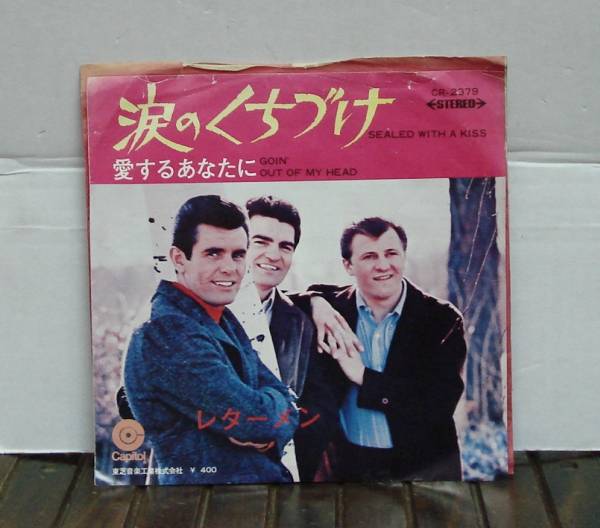 CR-2379
STEREO
涙のくちづけ
SEALED WITH A KISS
愛するあなたに
GOIN'
OUT OF MY HEAD
レターメン
Capitol
東芝音楽工業株式会社 ¥ 400